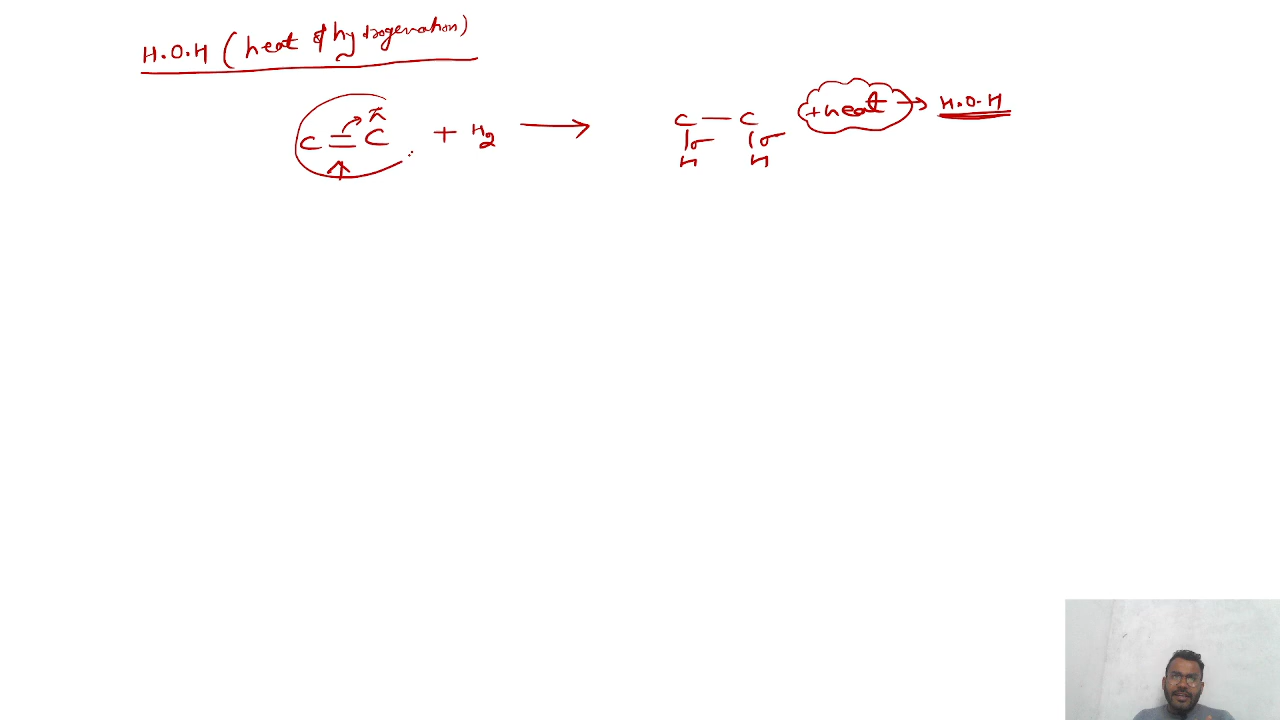 H.O.H (heat of hydrogenation)
C = C π + H2 → C — C + heat → H.O.H
σ σ
H H